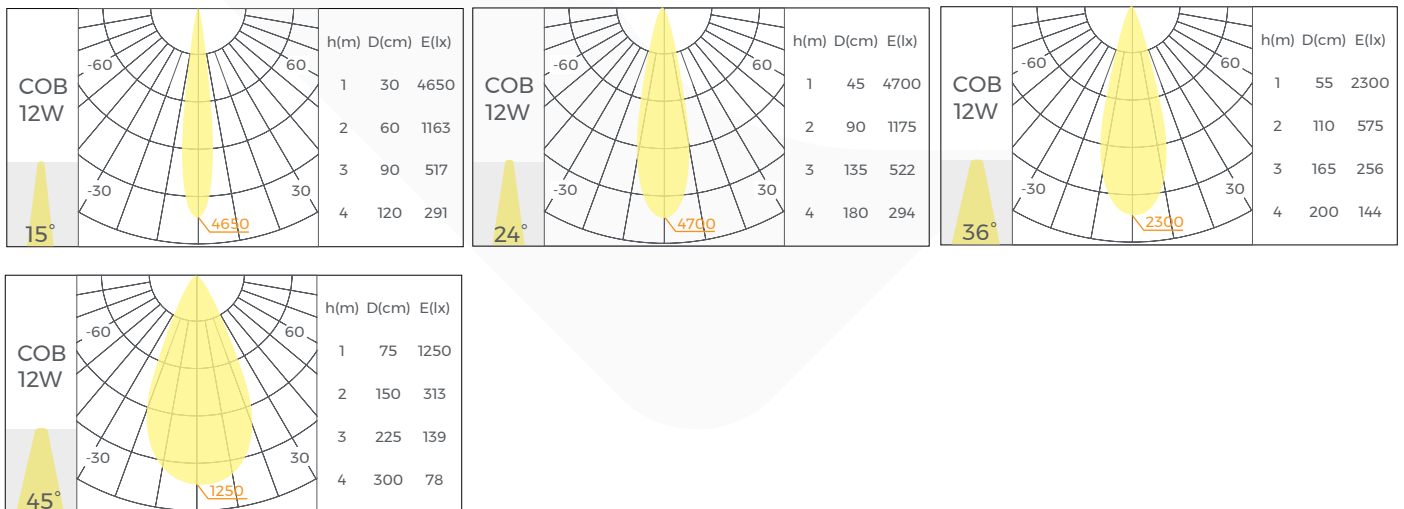 COB
12W
15°
-60
60
-30
30
4650
h(m) D(cm) E(lx)
1 30 4650
2 60 1163
3 90 517
4 120 291
COB
12W
24°
-60
60
-30
30
4700
h(m) D(cm) E(lx)
1 45 4700
2 90 1175
3 135 522
4 180 294
COB
12W
36°
-60
60
-30
30
2300
h(m) D(cm) E(lx)
1 55 2300
2 110 575
3 165 256
4 200 144
COB
12W
45°
-60
60
-30
30
1250
h(m) D(cm) E(lx)
1 75 1250
2 150 313
3 225 139
4 300 78